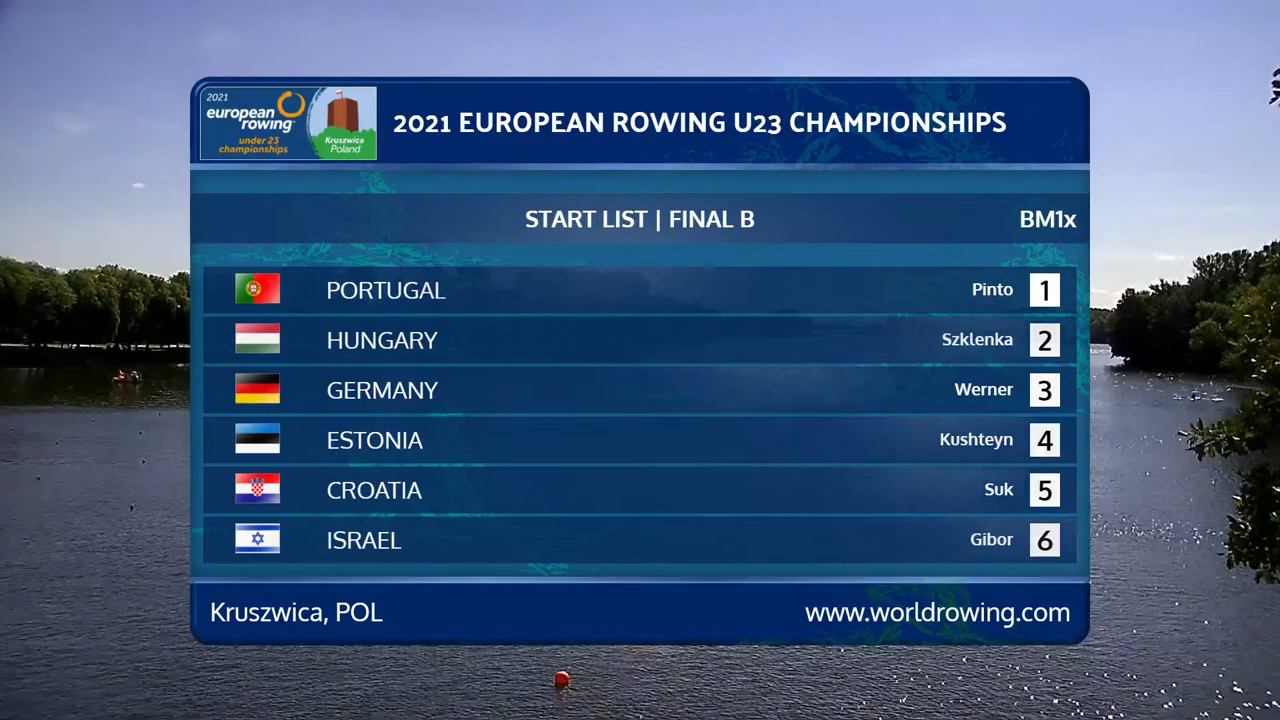 2021
european
rowing
under 23
championships
Kruszwica
Poland
2021 EUROPEAN ROWING U23 CHAMPIONSHIPS
START LIST | FINAL B BM1x
PORTUGAL Pinto 1
HUNGARY Szklenka 2
GERMANY Werner 3
ESTONIA Kushteyn 4
CROATIA Suk 5
ISRAEL Gibor 6
Kruszwica, POL www.worldrowing.com